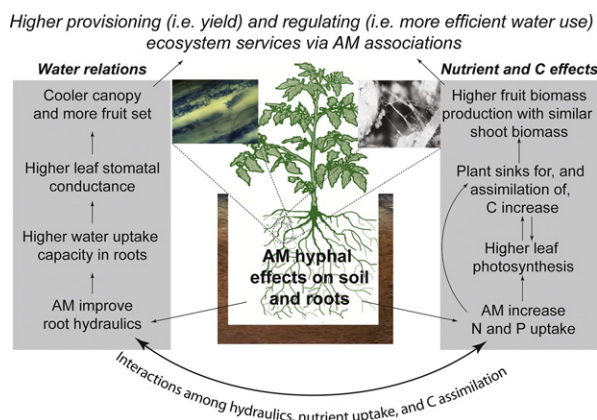 Higher provisioning (i.e. yield) and regulating (i.e. more efficient water use)
ecosystem services via AM associations
Water relations
Cooler canopy
and more fruit set
Higher leaf stomatal
conductance
Higher water uptake
capacity in roots
AM improve
root hydraulics
AM hyphal
effects on soil
and roots
Nutrient and C effects
Higher fruit biomass
production with similar
shoot biomass
Plant sinks for, and
assimilation of,
C increase
Higher leaf
photosynthesis
AM increase
N and P uptake
Interactions among hydraulics, nutrient uptake, and C assimilation